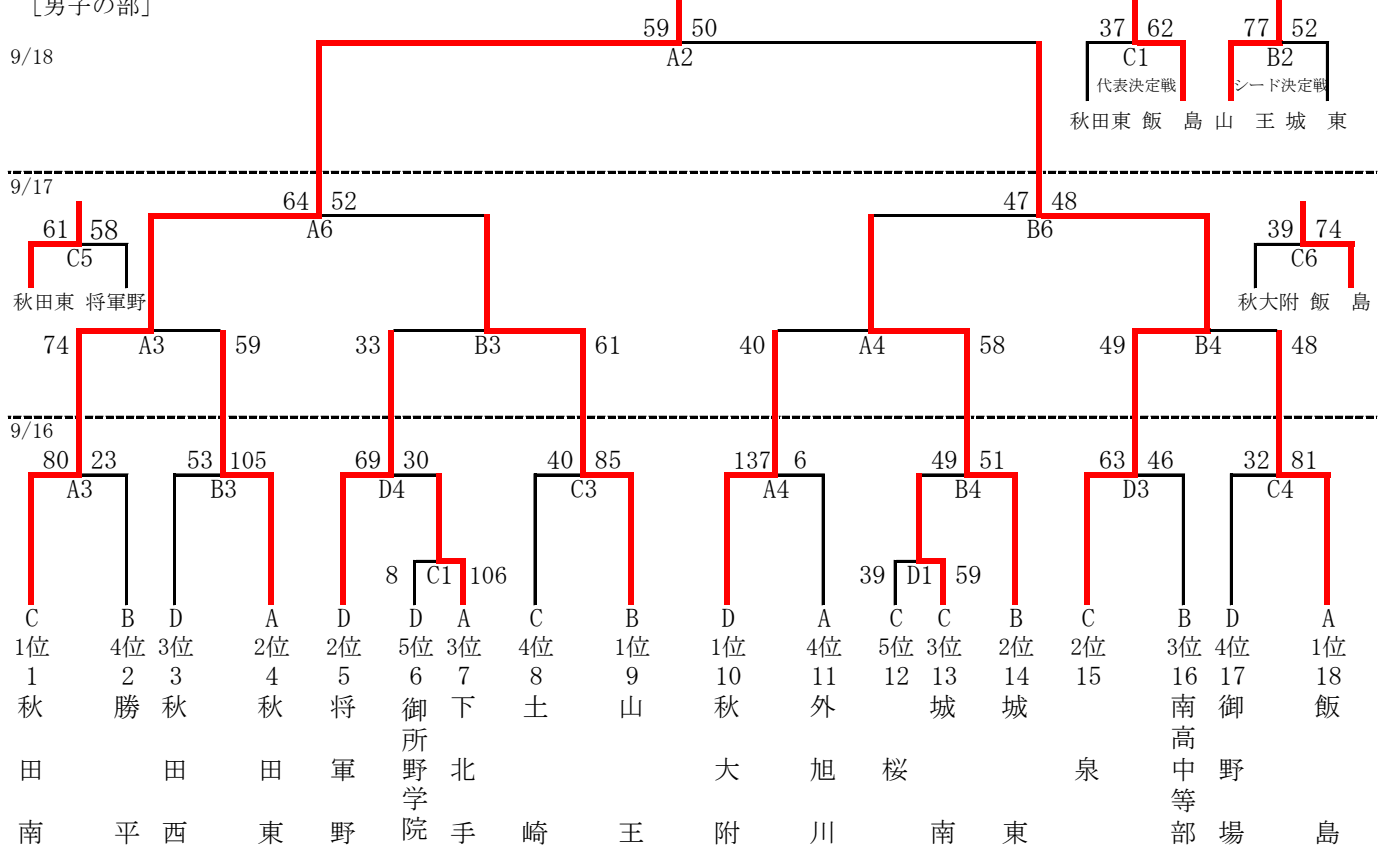 [男子の部]
59 50
37 62
77 52
9/18
A2
C1
B2
代表決定戦
シード決定戦
秋田東 飯 島 山 王 城 東
9/17
64 52
47 48
61 58
A6
B6
39 74
C5
C6
秋田東 将軍野
秋大附 飯 島
74 A3 59 33 B3 61 40 A4 58 49 B4 48
9/16
80 23 53 105 69 30 40 85 137 6 49 51 63 46 32 81
A3 B3 D4 C3 A4 B4 D3 C4
8 C1 106 39 D1 59
C B D A D D A C B D A C C B C B D A
1位 4位 3位 2位 2位 5位 3位 4位 1位 1位 4位 5位 3位 2位 2位 3位 4位 1位
1 2 3 4 5 6 7 8 9 10 11 12 13 14 15 16 17 18
秋田南
勝平
秋田西
秋田東
将軍野
御所野学院
下北手
土崎
山王
秋大附
外旭川
桜
城南
城東
泉
南高中等部
御野場
飯島